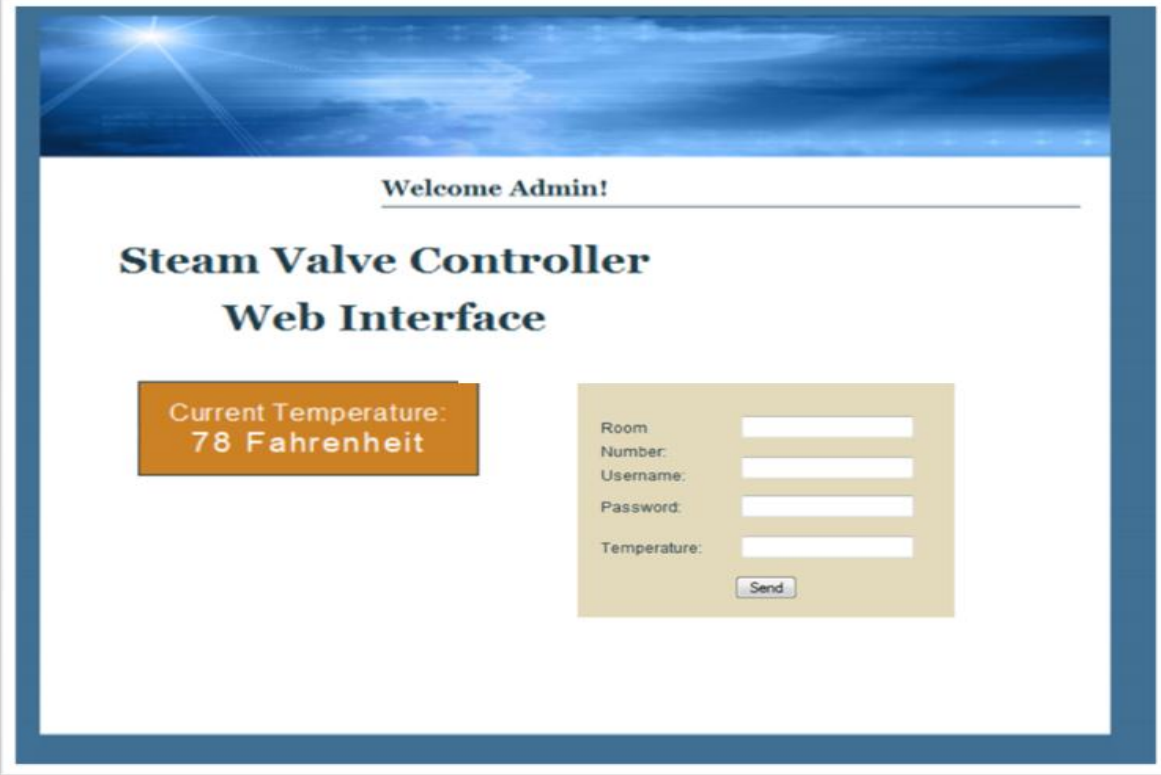 Welcome Admin!
Steam Valve Controller
Web Interface
Current Temperature:
78 Fahrenheit
Room
Number:
Username:
Password:
Temperature:
Send